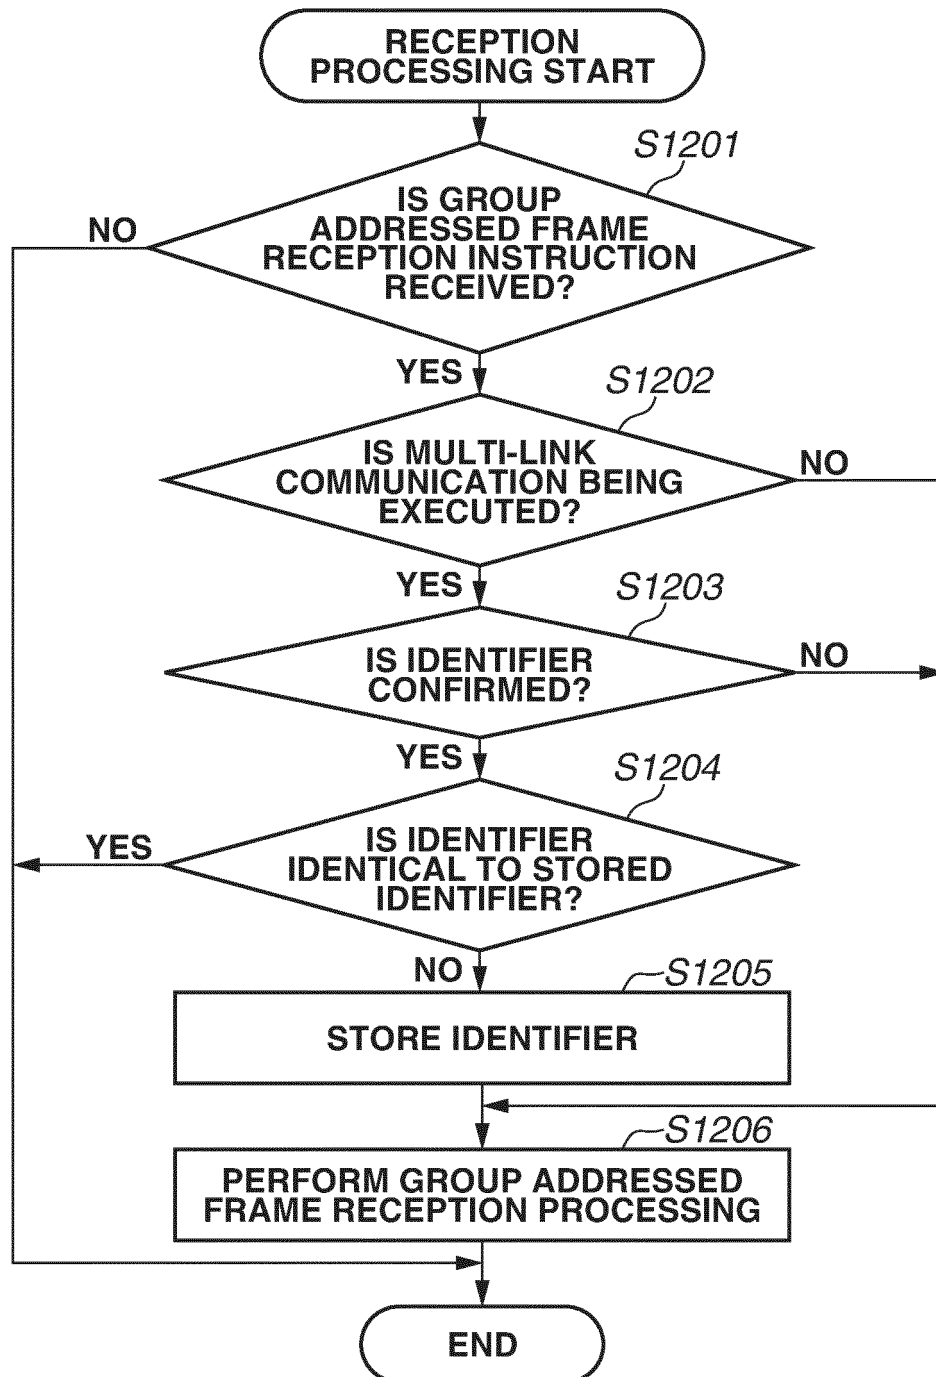 RECEPTION
PROCESSING START
S1201
IS GROUP
ADDRESSED FRAME
RECEPTION INSTRUCTION
RECEIVED?
NO
YES
S1202
IS MULTI-LINK
COMMUNICATION BEING
EXECUTED?
NO
YES
S1203
IS IDENTIFIER
CONFIRMED?
NO
YES
S1204
IS IDENTIFIER
IDENTICAL TO STORED
IDENTIFIER?
YES
NO
S1205
STORE IDENTIFIER
S1206
PERFORM GROUP ADDRESSED
FRAME RECEPTION PROCESSING
END